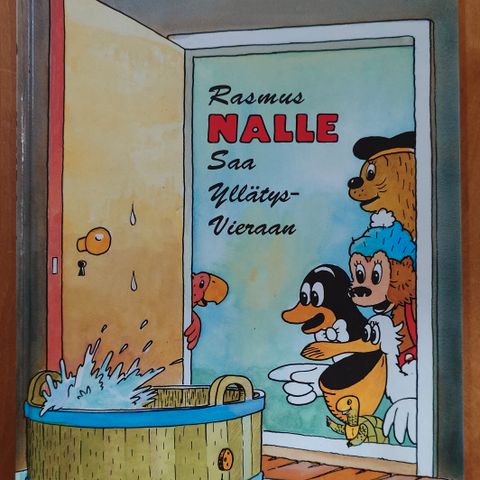 Rasmus
NALLE
Saa
Yllätys-
Vieraan